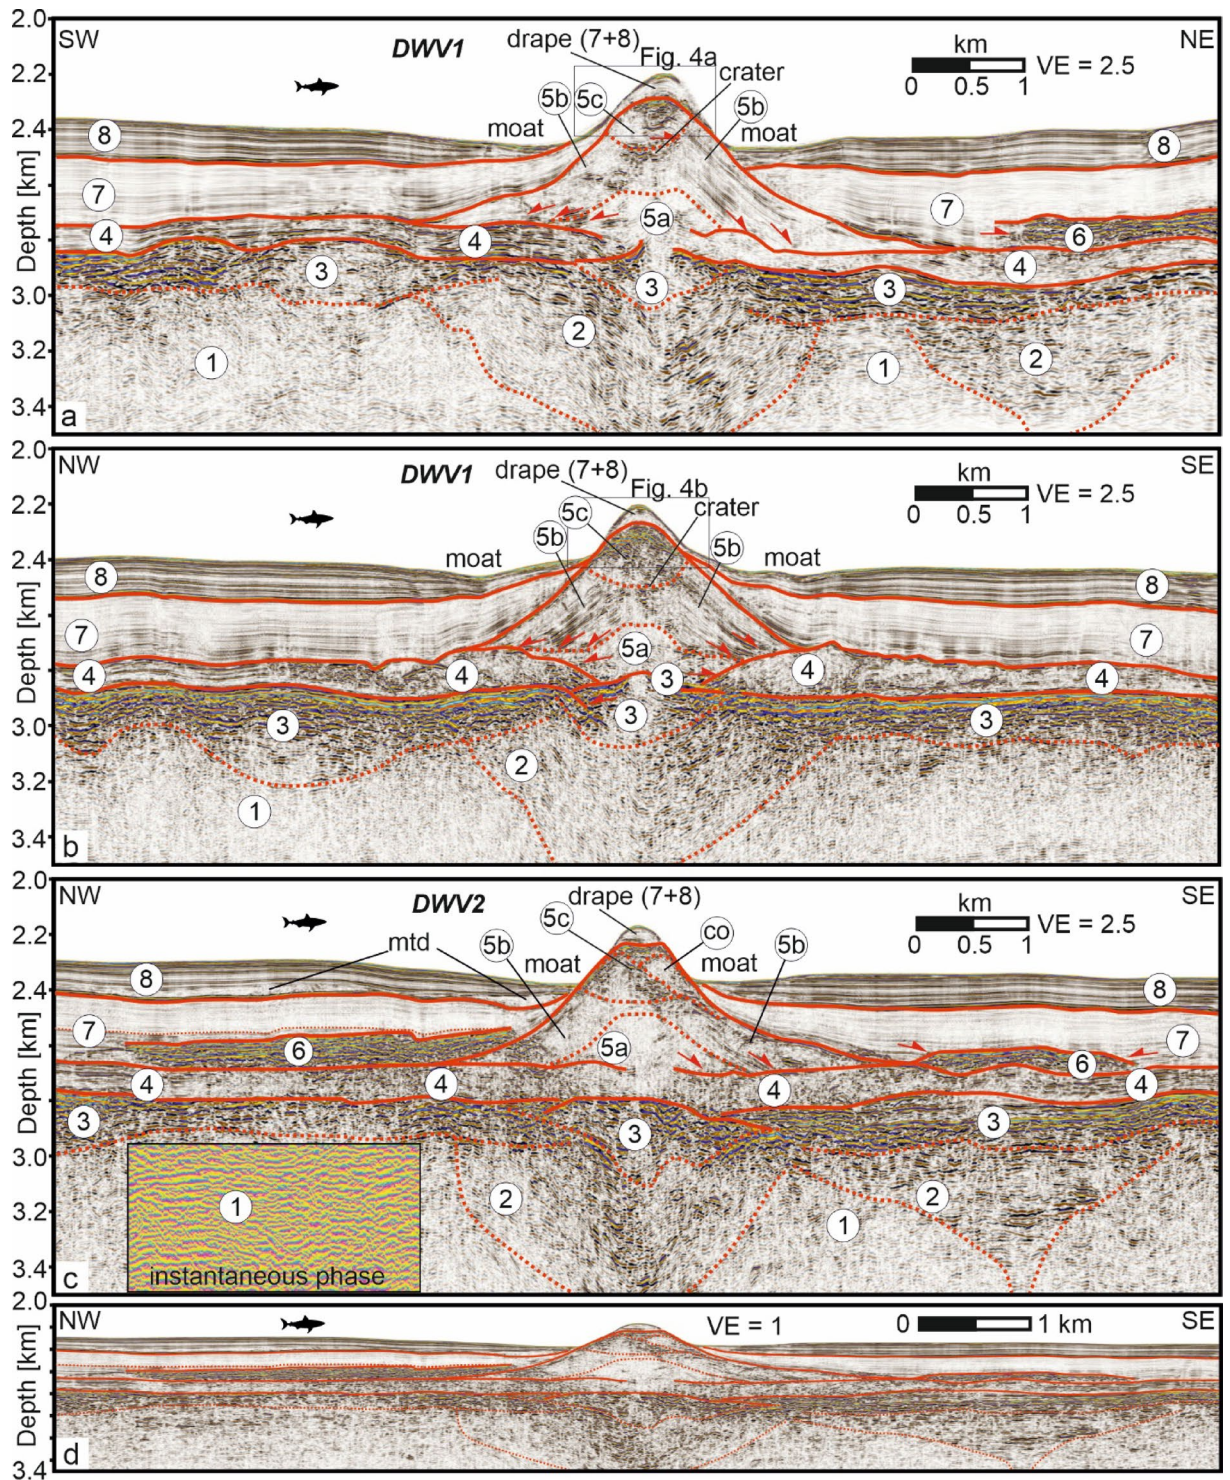 2.0
SW
DWV1
drape (7+8)
Fig. 4a
crater
km
0 0.5 1
VE = 2.5
NE
2.2
2.4
8
moat
5b
5c
5b
moat
8
2.6
7
7
Depth [km]
4
4
5a
6
4
3
3
3
3.0
2
2
1
1
3.2
3.4
a
2.0
NW
DWV1
drape (7+8)
Fig. 4b
crater
km
0 0.5 1
VE = 2.5
SE
2.2
5c
5b
5b
2.4
moat
moat
8
8
2.6
7
7
Depth [km]
4
4
5a
4
4
3
3
3
3
3.0
2
1
3.2
3.4
b
2.0
NW
DWV2
drape (7+8)
km
0 0.5 1
VE = 2.5
SE
2.2
5c
co
mtd
5b
5b
moat
moat
2.4
8
8
7
7
2.6
6
5a
6
Depth [km]
4
4
4
4
3
3
3
3.0
2
2
1
1
3.2
instantaneous phase
3.4
c
2.0
NW
VE = 1
0 1 km
SE
2.2
Depth [km]
2.6
3.0
d
3.4